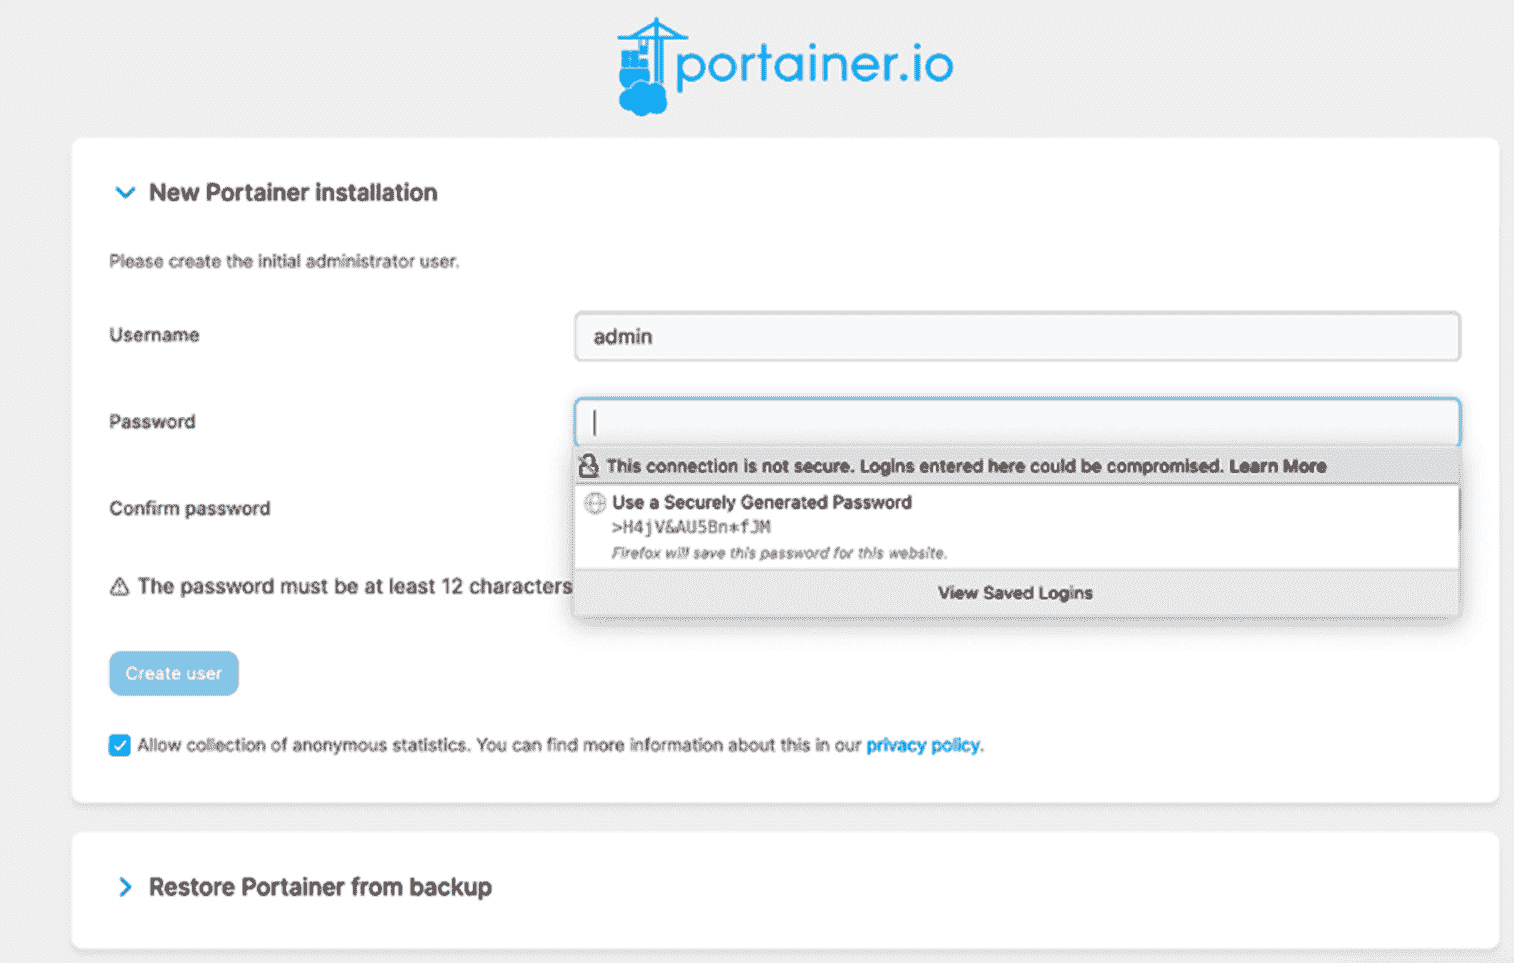 portainer.io
New Portainer installation
Please create the initial administrator user.
Username
admin
Password
This connection is not secure. Logins entered here could be compromised. Learn More
Use a Securely Generated Password
>H4jV&AU5Bn*fJM
Firefox will save this password for this website.
View Saved Logins
Confirm password
The password must be at least 12 characters
Create user
Allow collection of anonymous statistics. You can find more information about this in our privacy policy.
Restore Portainer from backup